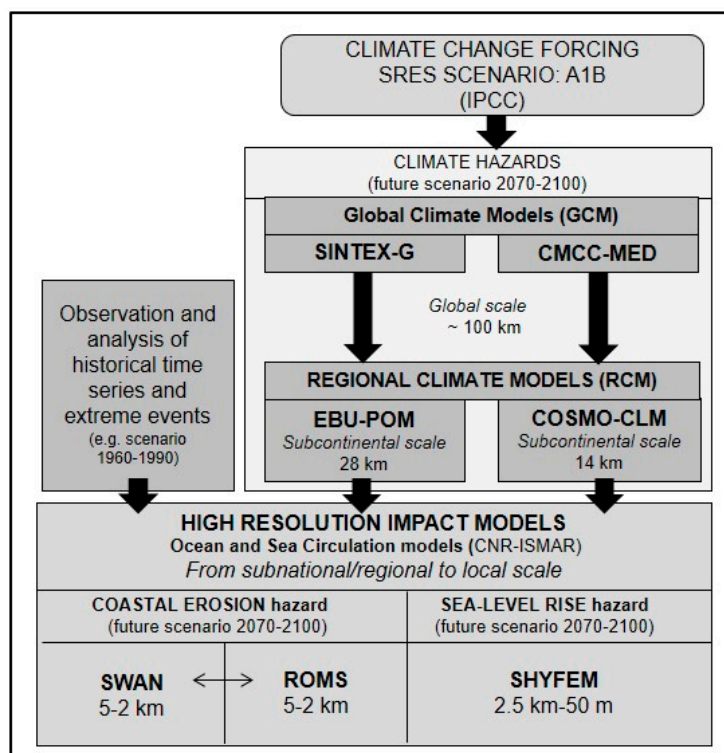 CLIMATE CHANGE FORCING
SRES SCENARIO: A1B
(IPCC)
CLIMATE HAZARDS
(future scenario 2070-2100)
Global Climate Models (GCM)
SINTEX-G
CMCC-MED
Global scale
~ 100 km
Observation and
analysis of
historical time
series and
extreme events
(e.g. scenario
1960-1990)
REGIONAL CLIMATE MODELS (RCM)
EBU-POM
Subcontinental scale
28 km
COSMO-CLM
Subcontinental scale
14 km
HIGH RESOLUTION IMPACT MODELS
Ocean and Sea Circulation models (CNR-ISMAR)
From subnational/regional to local scale
COASTAL EROSION hazard
(future scenario 2070-2100)
SEA-LEVEL RISE hazard
(future scenario 2070-2100)
SWAN
5-2 km
ROMS
5-2 km
SHYFEM
2.5 km-50 m